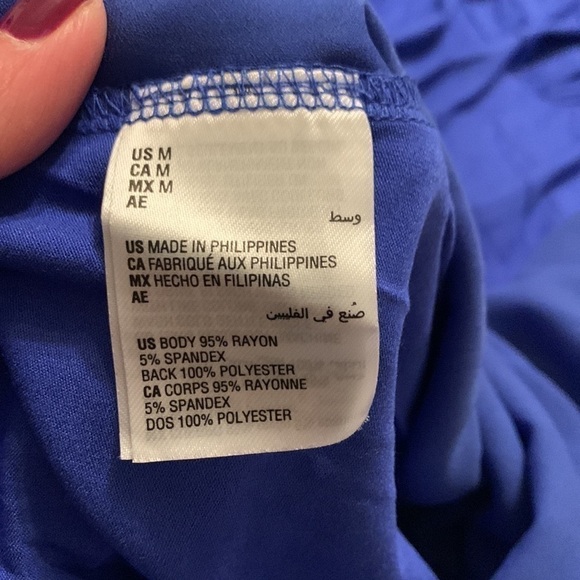 US M
CA M
MX M
AE
وسط
US MADE IN PHILIPPINES
CA FABRIQUÉ AUX PHILIPPINES
MX HECHO EN FILIPINAS
AE
صُنع في الفلبين
US BODY 95% RAYON
5% SPANDEX
BACK 100% POLYESTER
CA CORPS 95% RAYONNE
5% SPANDEX
DOS 100% POLYESTER